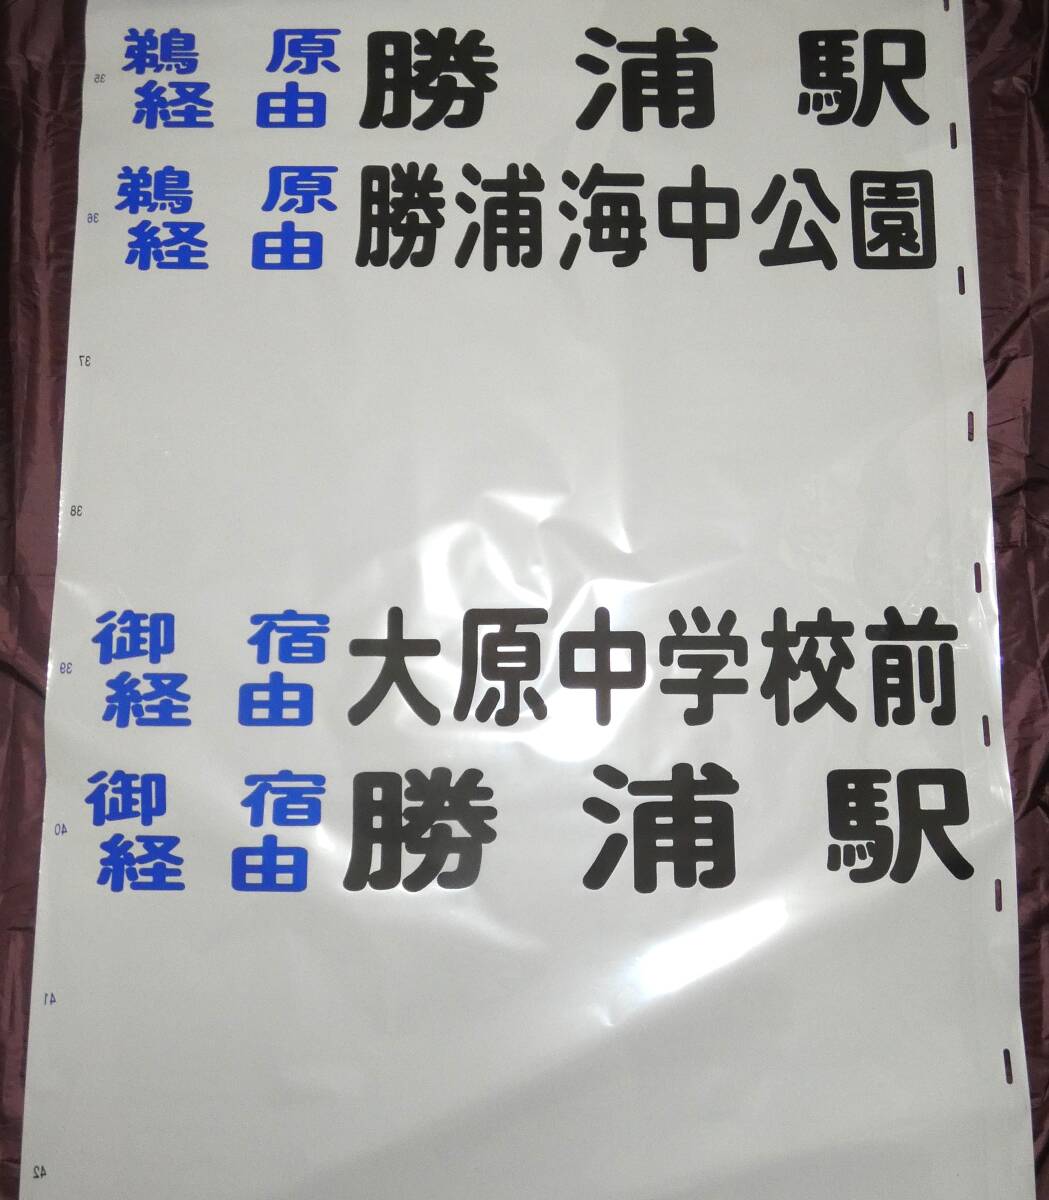 35 鵜原経由 勝浦駅
36 鵜原経由 勝浦海中公園
37
38
39 御宿経由 大原中学校前
40 御宿経由 勝浦駅
41
42